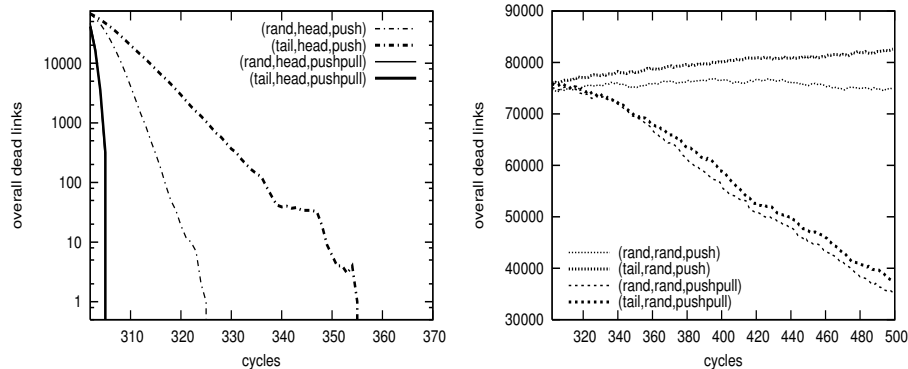 (rand,head,push)
(tail,head,push)
(rand,head,pushpull)
(tail,head,pushpull)
10000
1000
100
10
1
310 320 330 340 350 360 370
cycles
overall dead links
90000
80000
70000
60000
50000
40000
30000
(rand,rand,push)
(tail,rand,push)
(rand,rand,pushpull)
(tail,rand,pushpull)
320 340 360 380 400 420 440 460 480 500
cycles
overall dead links